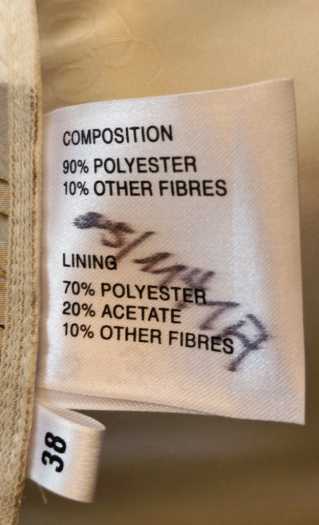 COMPOSITION
90% POLYESTER
10% OTHER FIBRES
LINING
70% POLYESTER
20% ACETATE
10% OTHER FIBRES
38